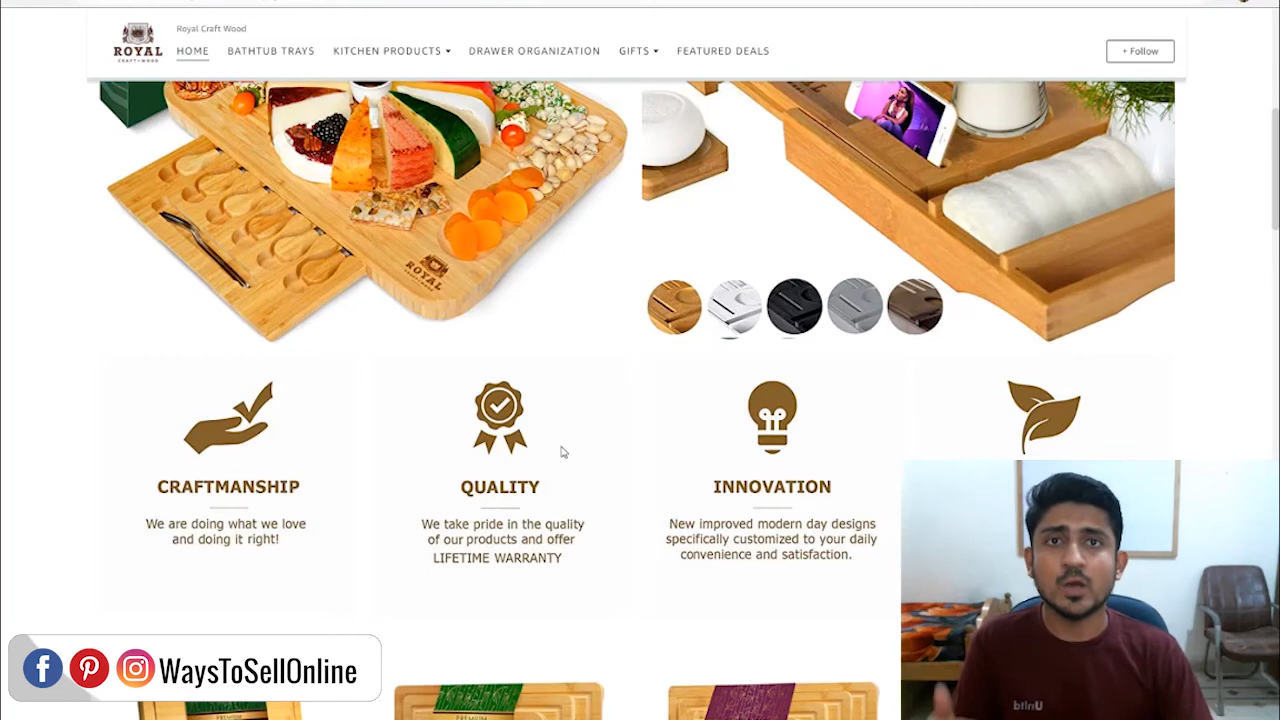 Royal Craft Wood
ROYAL
CRAFT WOOD
HOME BATHTUB TRAYS KITCHEN PRODUCTS DRAWER ORGANIZATION GIFTS FEATURED DEALS
+ Follow
ROYAL
CRAFTMANSHIP
We are doing what we love
and doing it right!
QUALITY
We take pride in the quality
of our products and offer
LIFETIME WARRANTY
INNOVATION
New improved modern day designs
specifically customized to your daily
convenience and satisfaction.
WaysToSellOnline
PREMIUM